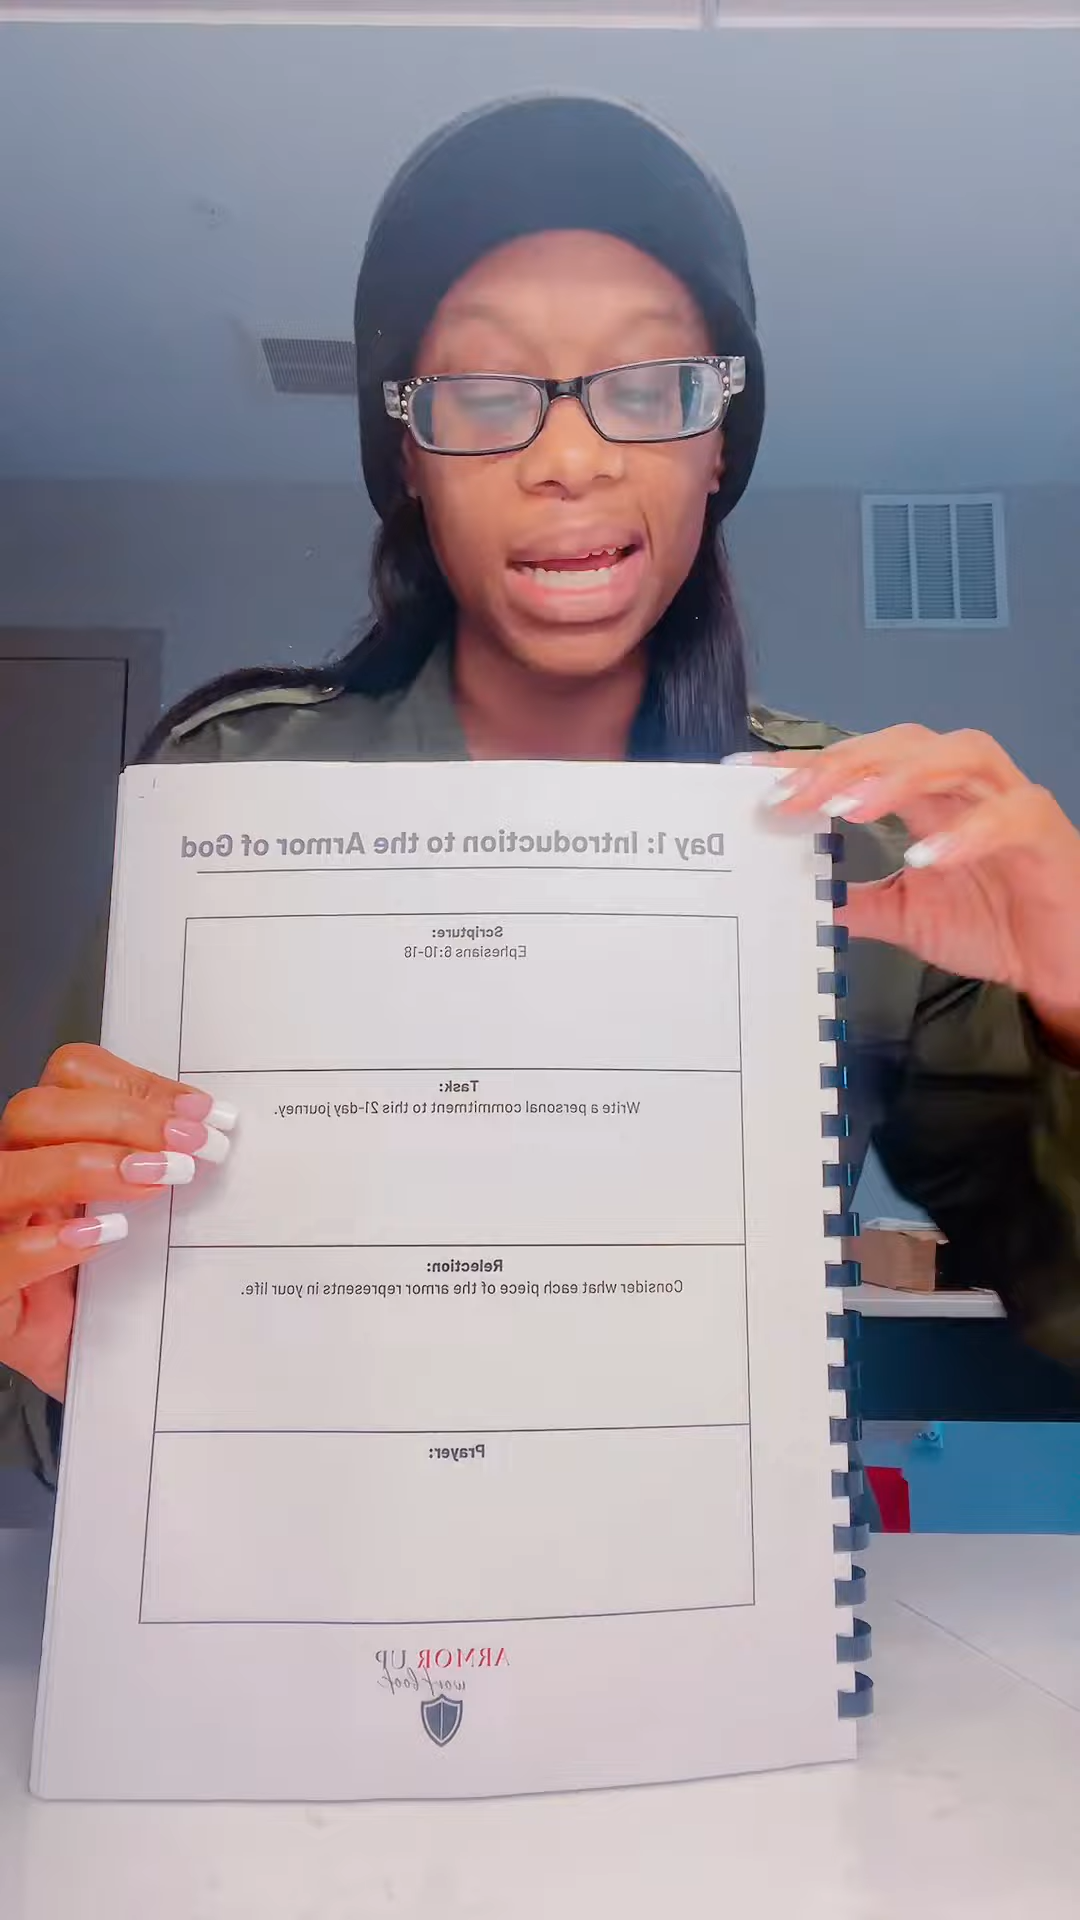 Day 1: Introduction to the Armor of God
Scripture:
Ephesians 6:10-18
Task:
Write a personal commitment to this 21-day journey.
Relection:
Consider what each piece of the armor represents in your life.
Prayer:
ARMOR UP
workbook